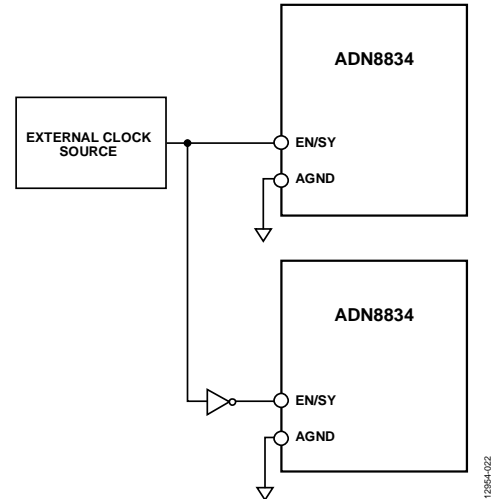 ADN8834
EXTERNAL CLOCK
SOURCE
EN/SY
AGND
ADN8834
EN/SY
AGND
12954-022